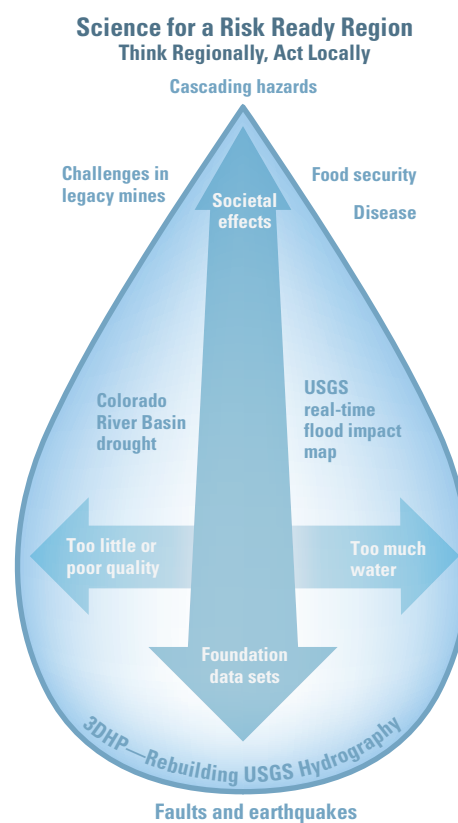 Science for a Risk Ready Region
Think Regionally, Act Locally
Cascading hazards
Challenges in
legacy mines
Food security
Disease
Societal
effects
Colorado
River Basin
drought
USGS
real-time
flood impact
map
Too little or
poor quality
Too much
water
Foundation
data sets
3DHP—Rebuilding USGS Hydrography
Faults and earthquakes